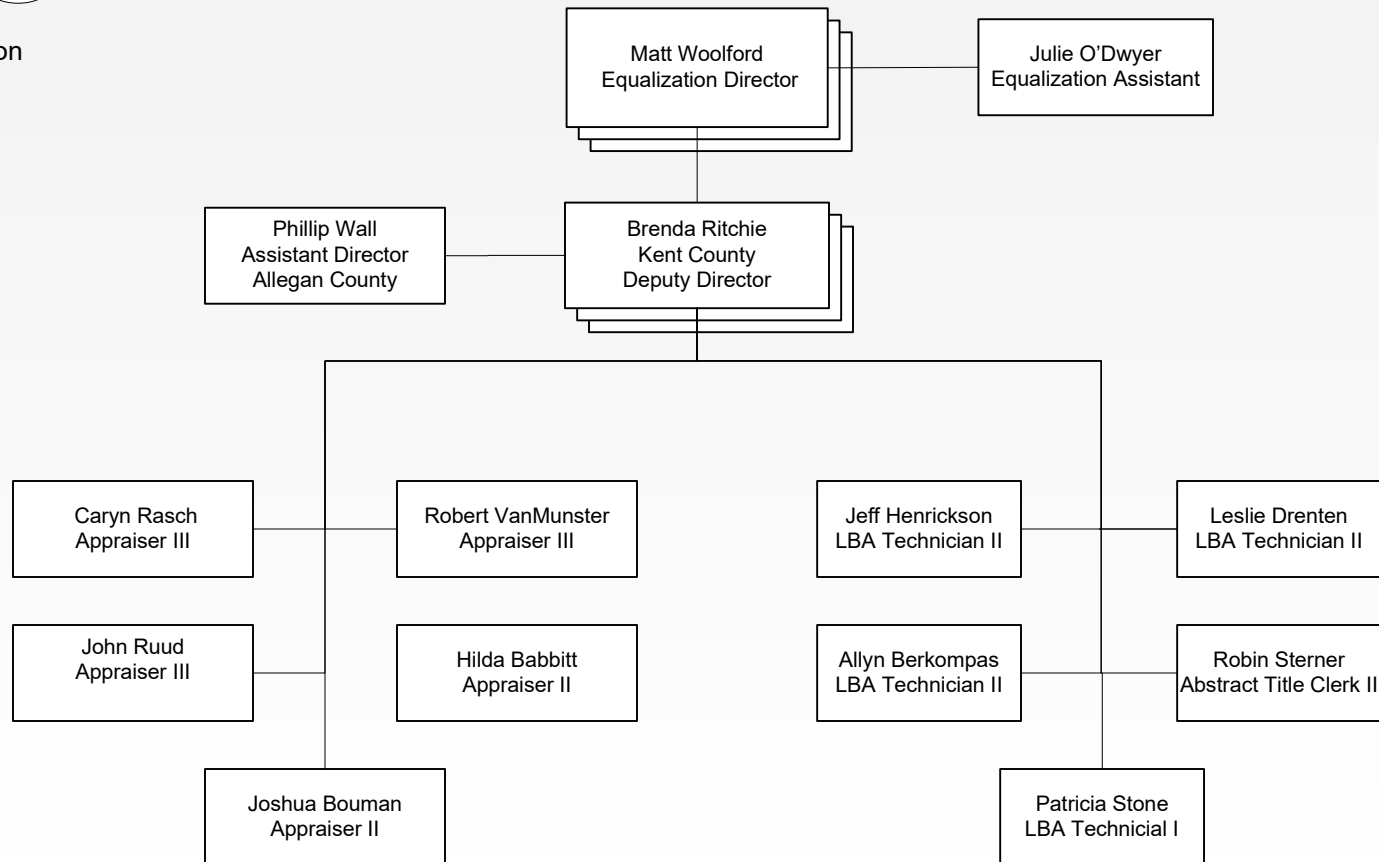 on
Matt Woolford
Equalization Director
Julie O’Dwyer
Equalization Assistant
Phillip Wall
Assistant Director
Allegan County
Brenda Ritchie
Kent County
Deputy Director
Caryn Rasch
Appraiser III
Robert VanMunster
Appraiser III
Jeff Henrickson
LBA Technician II
Leslie Drenten
LBA Technician II
John Ruud
Appraiser III
Hilda Babbitt
Appraiser II
Allyn Berkompas
LBA Technician II
Robin Sterner
Abstract Title Clerk II
Joshua Bouman
Appraiser II
Patricia Stone
LBA Technicial I